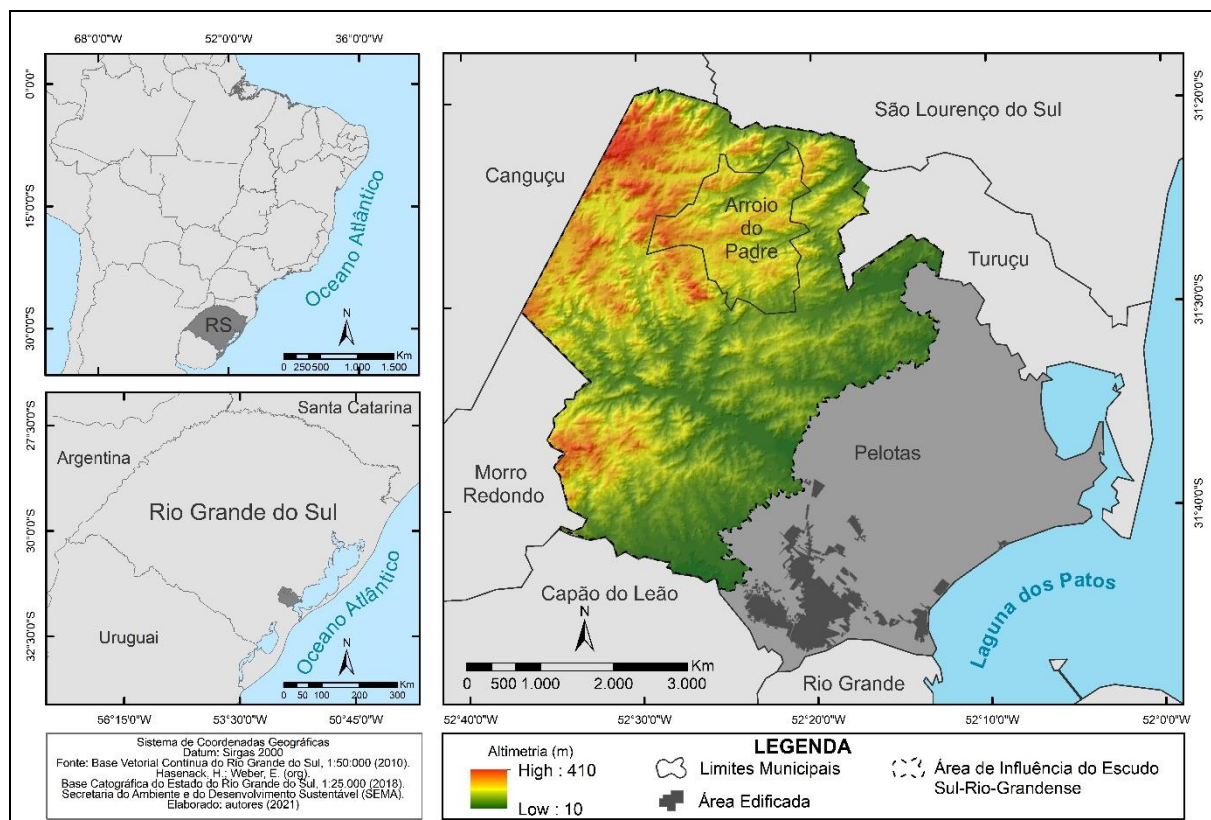 68°0'0"W
52°0'0"W
36°0'0"W
0°0'0"
15°0'0"S
30°0'0"S
Oceano Atlântico
RS
N
0 250500 1.000 1.500
Km
Santa Catarina
Argentina
Rio Grande do Sul
Uruguai
Oceano Atlântico
27°30'0"S
30°0'0"S
32°30'0"S
N
0 50 100 200 300
Km
56°15'0"W
53°30'0"W
50°45'0"W
São Lourenço do Sul
Canguçu
Arroio
do
Padre
Turuçu
Pelotas
Morro
Redondo
Capão do Leão
Rio Grande
Laguna dos Patos
N
0 500 1.000 2.000 3.000
Km
31°20'0"S
31°30'0"S
31°40'0"S
52°40'0"W
52°30'0"W
52°20'0"W
52°10'0"W
52°0'0"W
Sistema de Coordenadas Geográficas
Datum: Sirgas 2000
Fonte: Base Vetorial Contínua do Rio Grande do Sul, 1:50:000 (2010).
Hasenack, H.; Weber, E. (org).
Base Catográfica do Estado do Rio Grande do Sul, 1:25.000 (2018).
Secretaria do Ambiente e do Desenvolvimento Sustentável (SEMA).
Elaborado: autores (2021)
LEGENDA
Altimetria (m)
High : 410
Low : 10
Limites Municipais
Área Edificada
Área de Influência do Escudo
Sul-Rio-Grandense